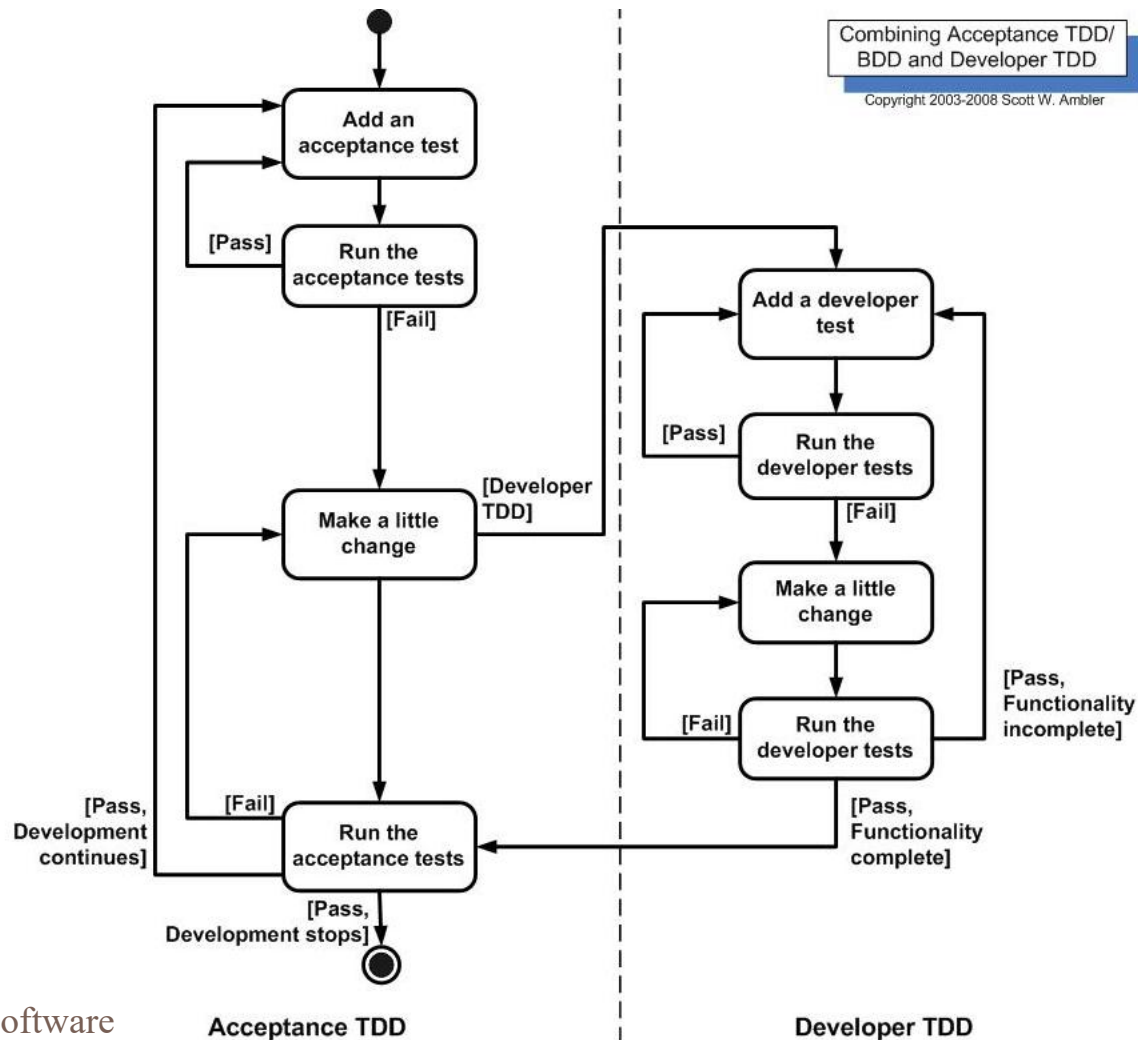 Combining Acceptance TDD/
BDD and Developer TDD
Copyright 2003-2008 Scott W. Ambler
Add an
acceptance test
[Pass]
Run the
acceptance tests
[Fail]
Add a developer
test
[Pass]
Run the
developer tests
[Developer
TDD]
[Fail]
Make a little
change
Make a little
change
[Pass,
Functionality
incomplete]
[Fail]
Run the
developer tests
[Pass,
Development
continues]
[Fail]
Run the
acceptance tests
[Pass,
Functionality
complete]
[Pass,
Development stops]
oftware
Acceptance TDD
Developer TDD